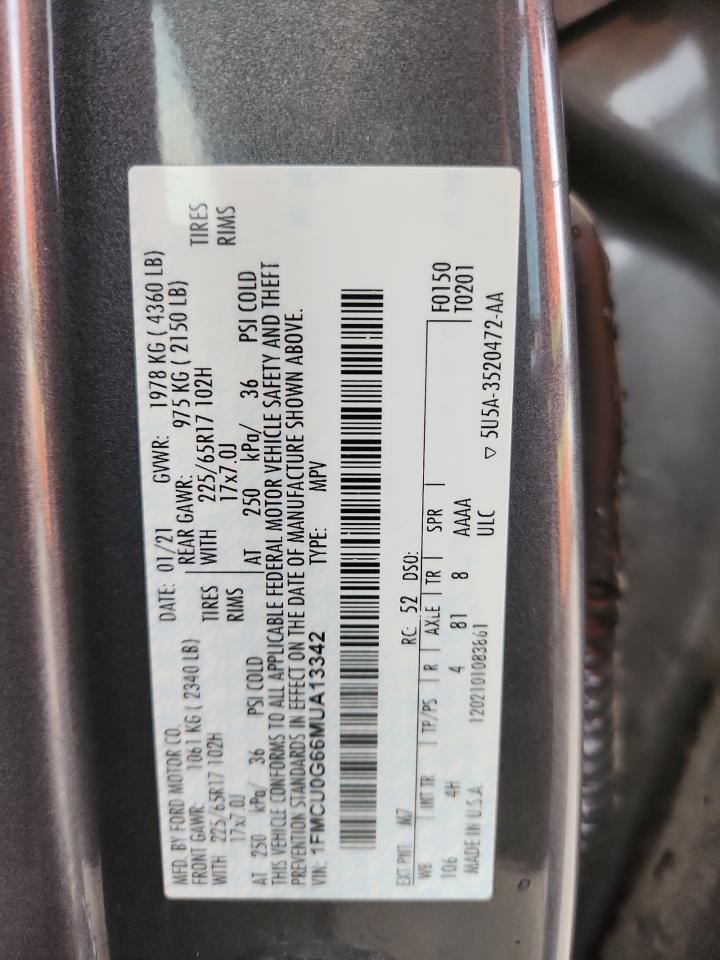 MFD. BY FORD MOTOR CO. DATE: 01/21 GVWR: 1978 KG ( 4360 LB)
FRONT GAWR: 1061 KG ( 2340 LB) REAR GAWR: 975 KG ( 2150 LB)
WITH 225/65R17 102H TIRES WITH 225/65R17 102H TIRES
17x7.0J RIMS 17x7.0J RIMS
AT 250 kPa/ 36 PSI COLD AT 250 kPa/ 36 PSI COLD
THIS VEHICLE CONFORMS TO ALL APPLICABLE FEDERAL MOTOR VEHICLE SAFETY AND THEFT
PREVENTION STANDARDS IN EFFECT ON THE DATE OF MANUFACTURE SHOWN ABOVE.
VIN: 1FMCU0G66MUA13342 TYPE: MPV
EXT PNT: M7 RC: 52 DSO: F0150
WB INT TR TP/PS R AXLE TR SPR T0201
106 4H 4 81 8 AAAA
MADE IN U.S.A. 1202101083661 ULC
▽ 5U5A-3520472-AA